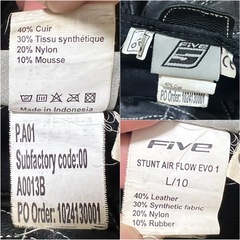 40% Cuir
30% Tissu synthétique
20% Nylon
10% Mousse
Made in Indonesia
P.A01
Subfactory code:00
A0013B
PO Order: 1024130001
FIVE
5
PO Order: 1024130001
FIVE
STUNT AIR FLOW EVO 1
L/10
40% Leather
30% Synthetic fabric
20% Nylon
10% Rubber